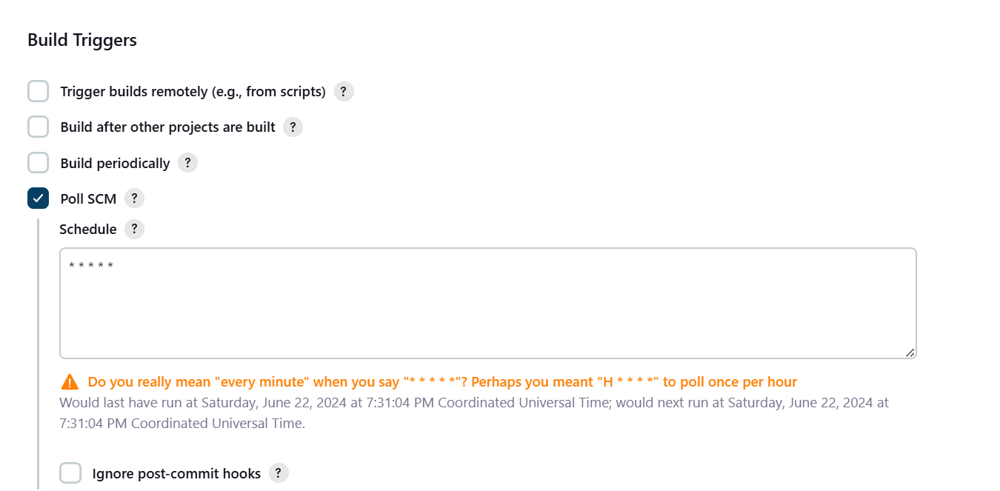 Build Triggers
Trigger builds remotely (e.g., from scripts) ?
Build after other projects are built ?
Build periodically ?
Poll SCM ?
Schedule ?
* * * * *
Do you really mean "every minute" when you say "* * * * *"? Perhaps you meant "H * * * *" to poll once per hour
Would last have run at Saturday, June 22, 2024 at 7:31:04 PM Coordinated Universal Time; would next run at Saturday, June 22, 2024 at
7:31:04 PM Coordinated Universal Time.
Ignore post-commit hooks ?